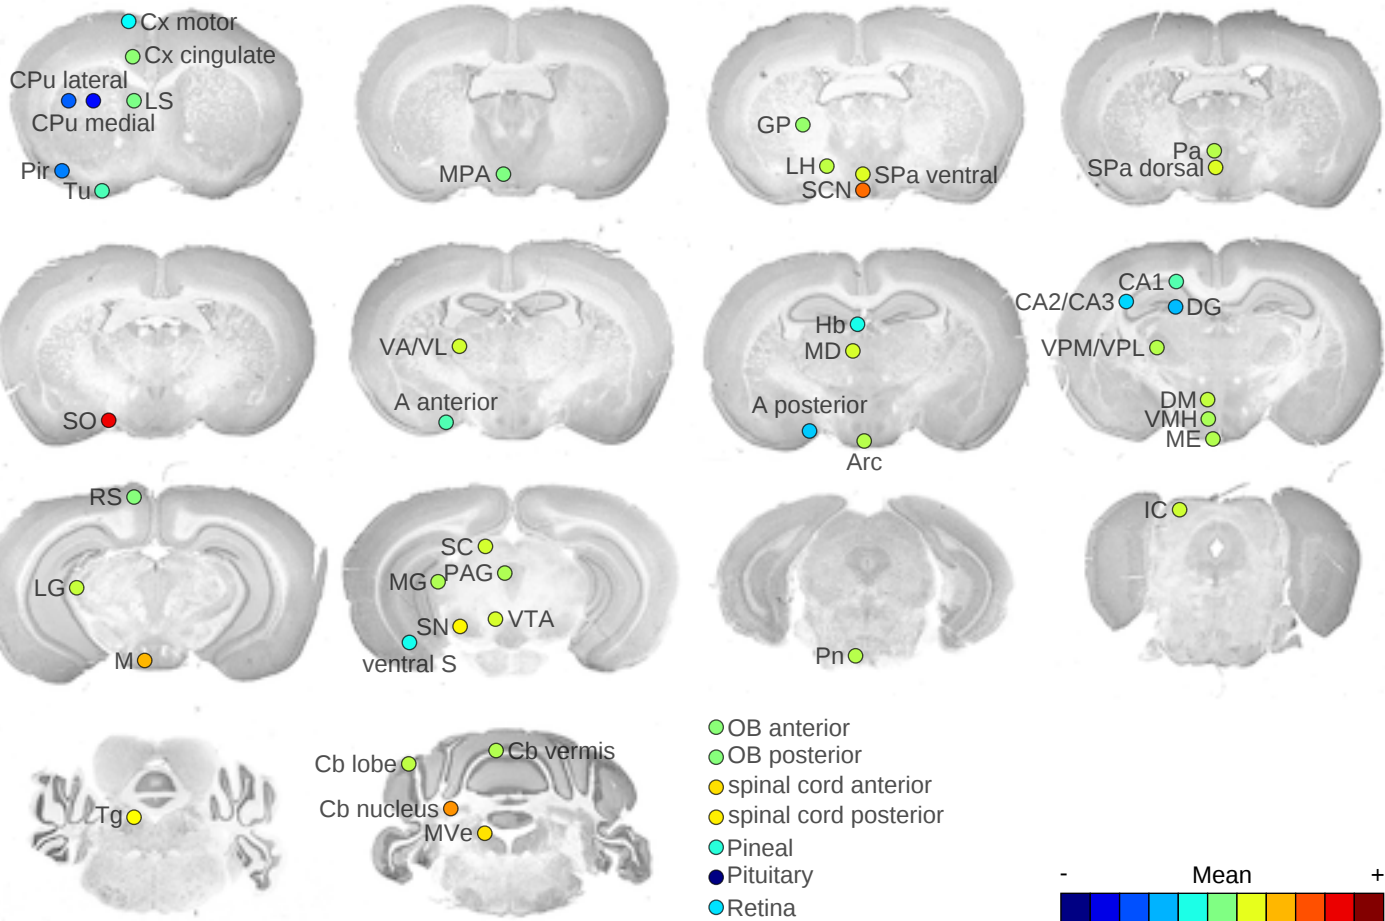 Cx motor
Cx cingulate
CPu lateral
LS
CPu medial
Pir
Tu
MPA
GP
LH
SPa ventral
SCN
Pa
SPa dorsal
SO
VA/VL
A anterior
Hb
MD
A posterior
Arc
CA1
CA2/CA3
DG
VPM/VPL
DM
VMH
ME
RS
LG
M
SC
MG
PAG
SN
VTA
ventral S
Pn
IC
Tg
Cb lobe
Cb vermis
Cb nucleus
MVe
OB anterior
OB posterior
spinal cord anterior
spinal cord posterior
Pineal
Pituitary
Retina
- Mean +